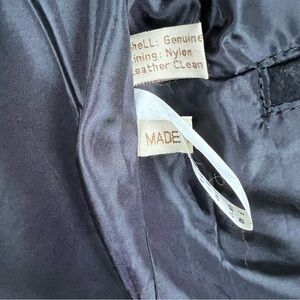 heLL: Genuine
ining: Nylon
eather CLean
MADE